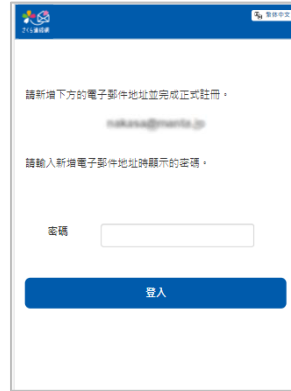 さくら連絡網
繁體中文
請新增下方的電子郵件地址並完成正式註冊。
請輸入新增電子郵件地址時顯示的密碼。
密碼
登入